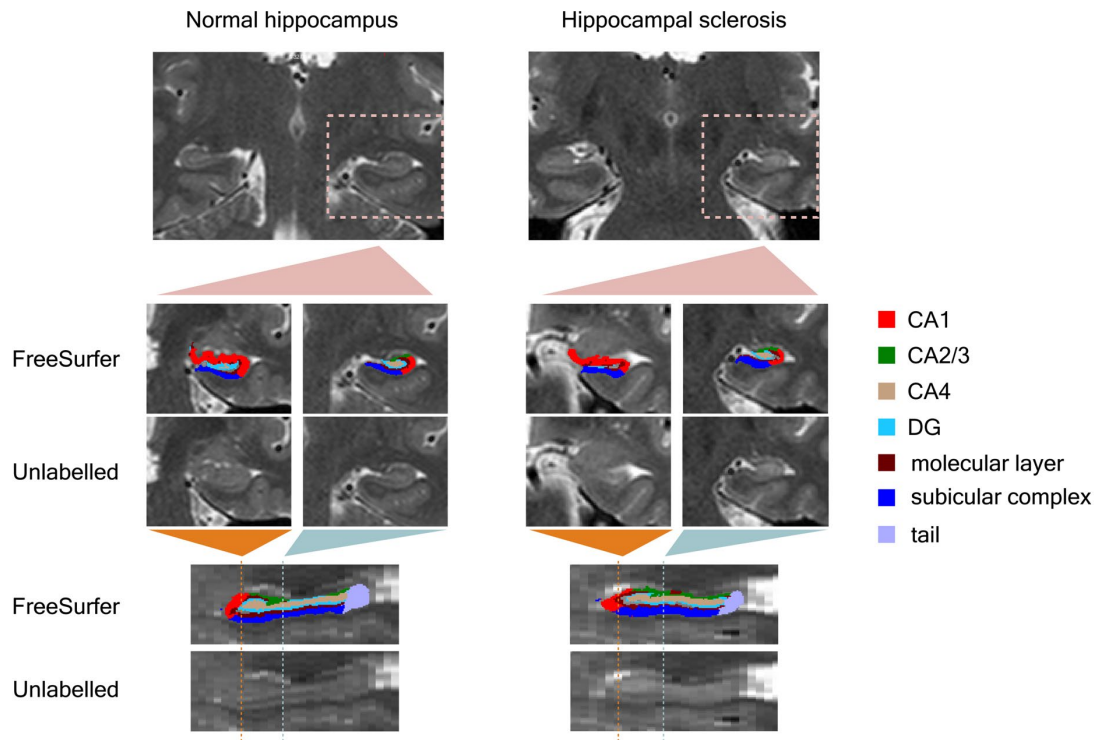 Normal hippocampus
Hippocampal sclerosis
FreeSurfer
Unlabelled
CA1
CA2/3
CA4
DG
molecular layer
subicular complex
tail
FreeSurfer
Unlabelled